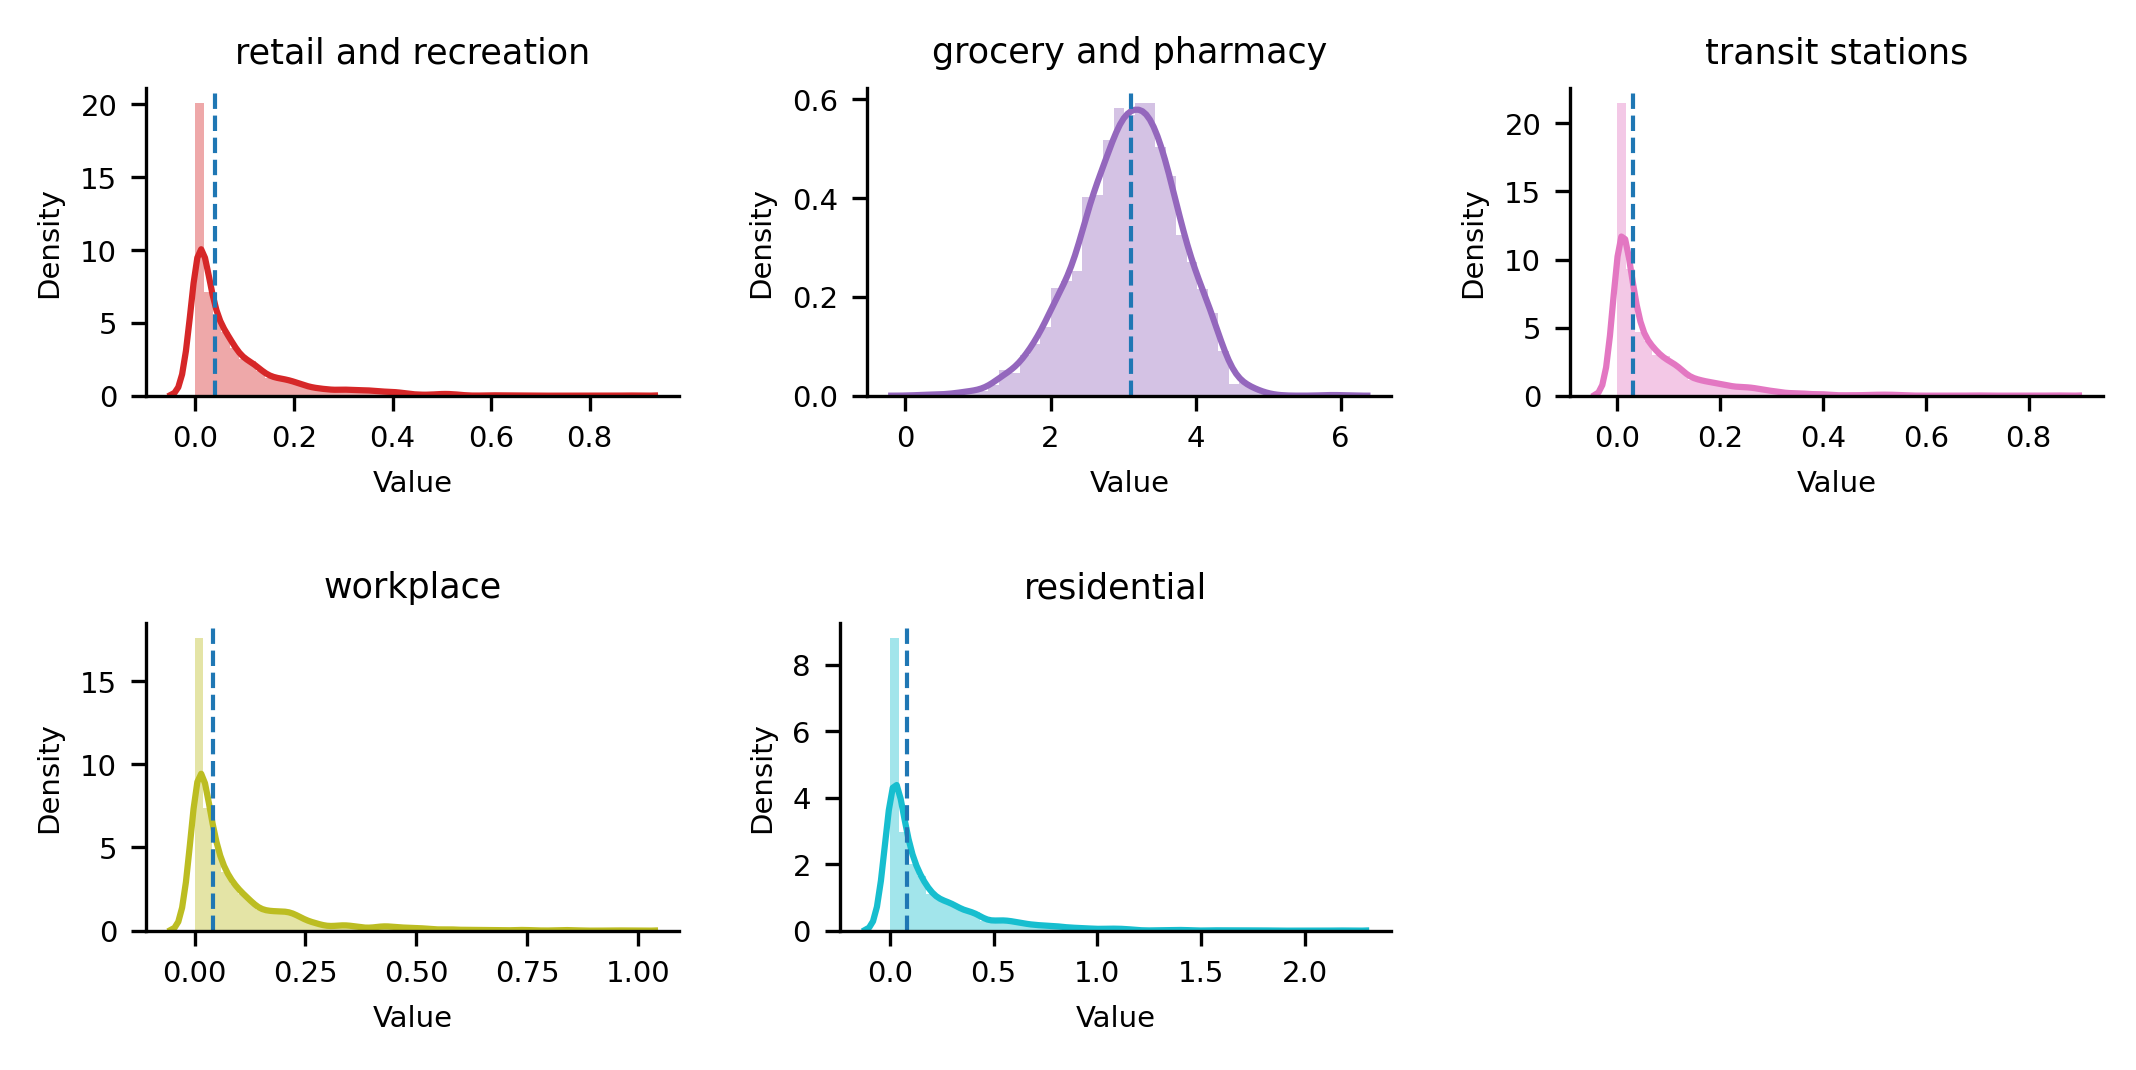 retail and recreation
grocery and pharmacy
transit stations
Density
20
15
10
5
0
0.0 0.2 0.4 0.6 0.8
Value
Density
0.6
0.4
0.2
0.0
0 2 4 6
Value
Density
20
15
10
5
0
0.0 0.2 0.4 0.6 0.8
Value
workplace
residential
Density
15
10
5
0
0.00 0.25 0.50 0.75 1.00
Value
Density
8
6
4
2
0
0.0 0.5 1.0 1.5 2.0
Value